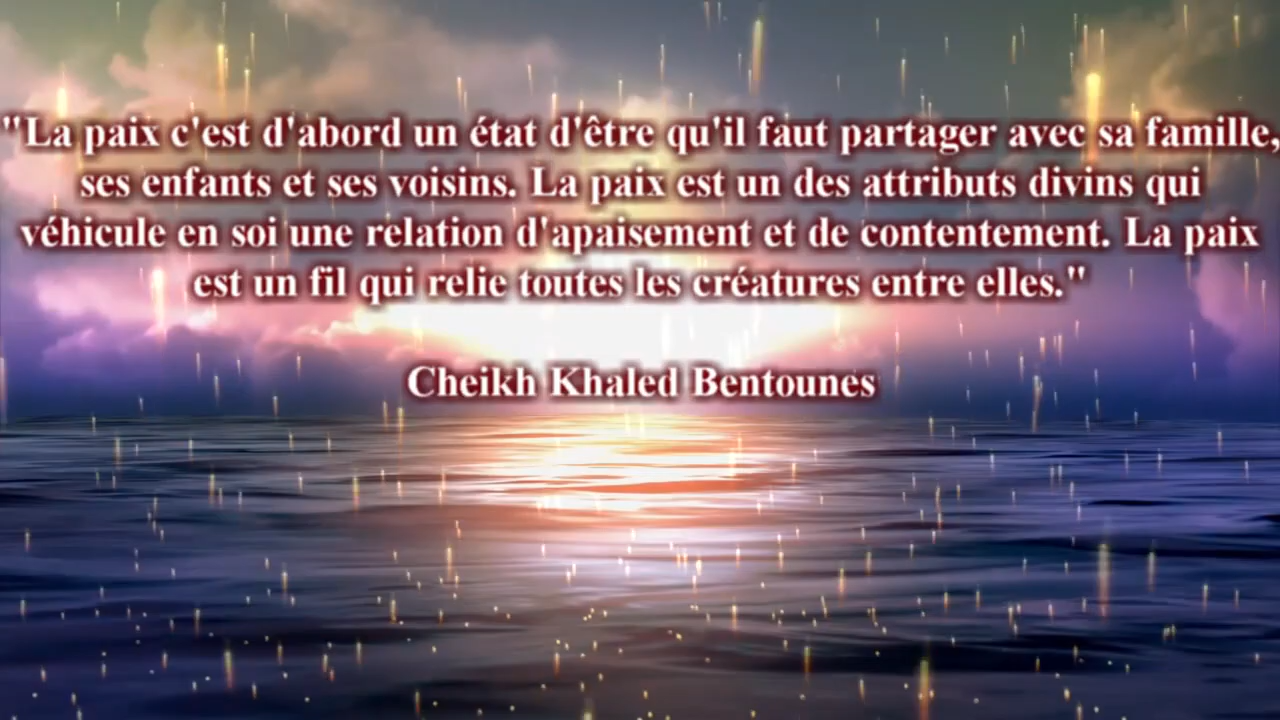 "La paix c'est d'abord un état d'être qu'il faut partager avec sa famille,
ses enfants et ses voisins. La paix est un des attributs divins qui
véhicule en soi une relation d'apaisement et de contentement. La paix
est un fil qui relie toutes les créatures entre elles."
Cheikh Khaled Bentounes